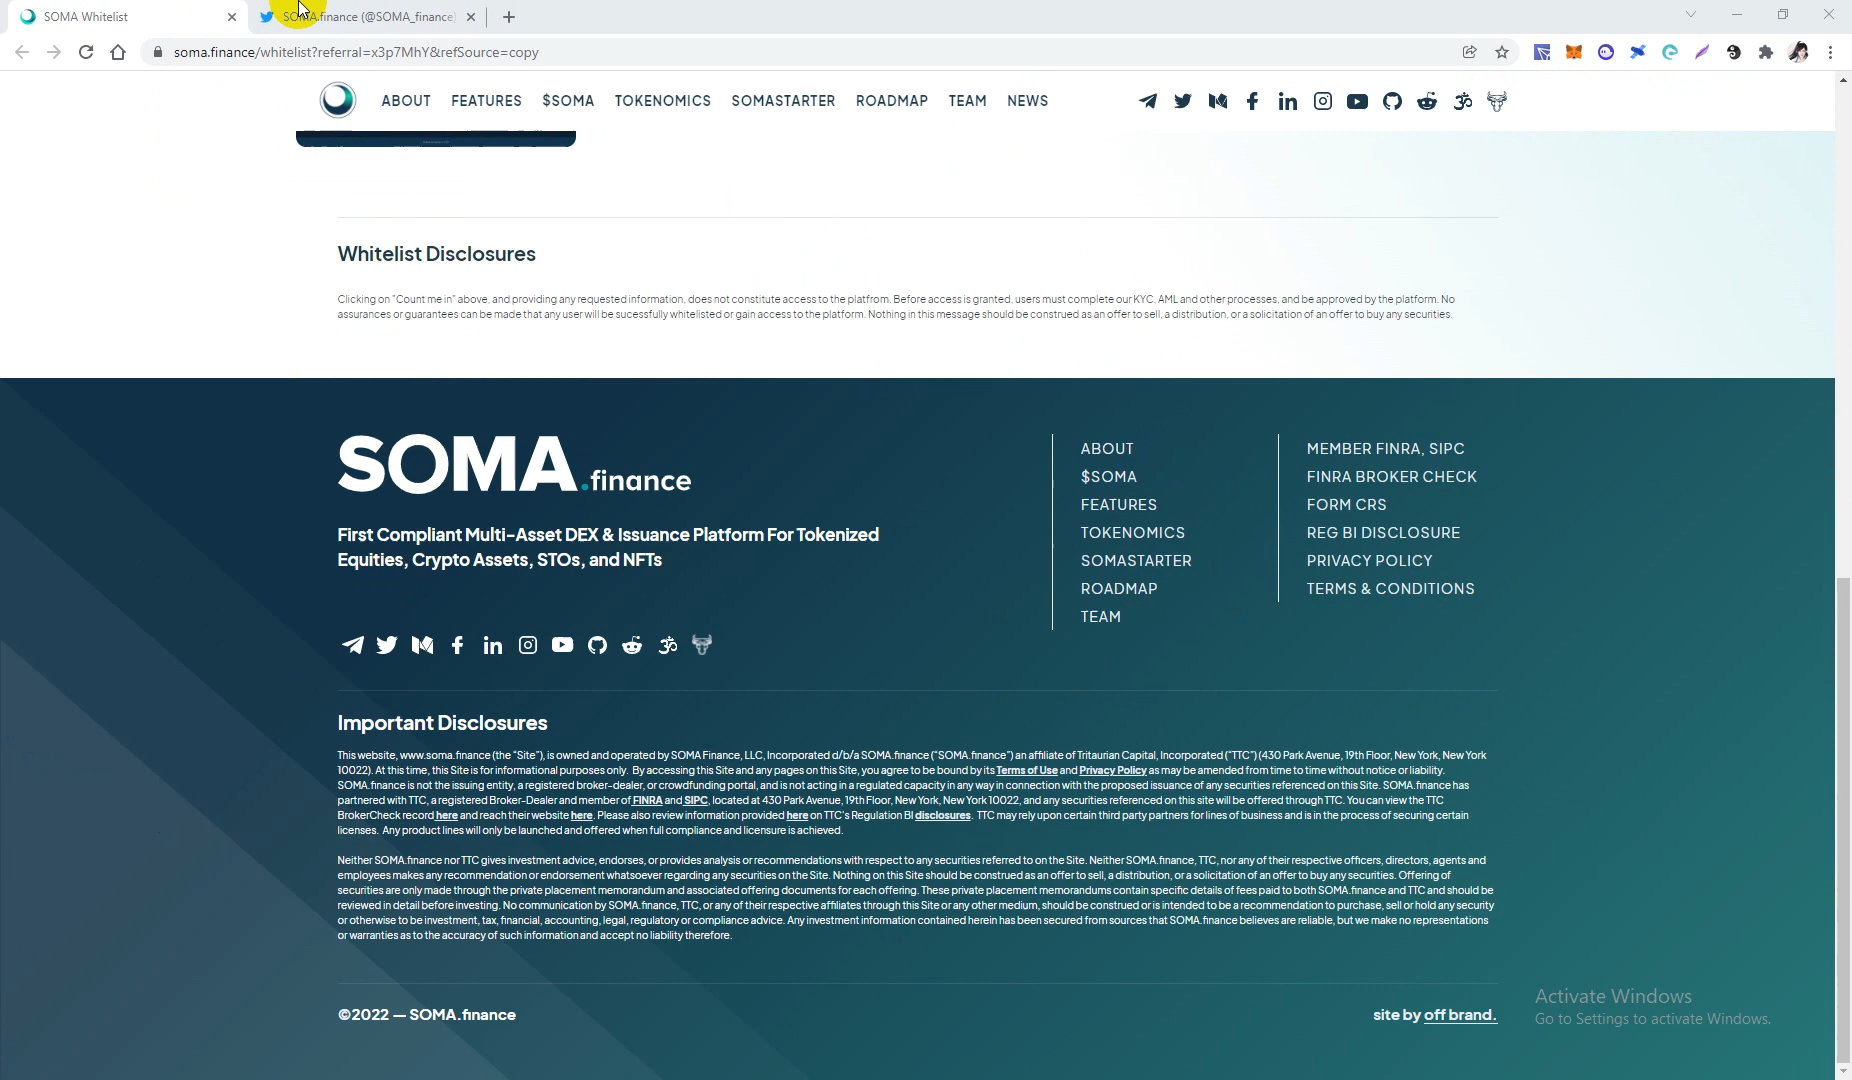 SOMA Whitelist
SOMA.finance (@SOMA_finance)
soma.finance/whitelist?referral=x3p7MhY&refSource=copy
ABOUT FEATURES $SOMA TOKENOMICS SOMASTARTER ROADMAP TEAM NEWS
Whitelist Disclosures
Clicking on "Count me in" above, and providing any requested information, does not constitute access to the platfrom. Before access is granted, users must complete our KYC, AML and other processes, and be approved by the platform. No
assurances or guarantees can be made that any user will be sucessfully whitelisted or gain access to the platform. Nothing in this message should be construed as an offer to sell, a distribution, or a solicitation of an offer to buy any securities.
SOMA.finance
First Compliant Multi-Asset DEX & Issuance Platform For Tokenized
Equities, Crypto Assets, STOs, and NFTs
ABOUT
$SOMA
FEATURES
TOKENOMICS
SOMASTARTER
ROADMAP
TEAM
MEMBER FINRA, SIPC
FINRA BROKER CHECK
FORM CRS
REG BI DISCLOSURE
PRIVACY POLICY
TERMS & CONDITIONS
Important Disclosures
This website, www.soma.finance (the "Site"), is owned and operated by SOMA Finance, LLC, Incorporated d/b/a SOMA.finance ("SOMA.finance") an affiliate of Tritaurian Capital, Incorporated ("TTC") (430 Park Avenue, 19th Floor, New York, New York
10022). At this time, this Site is for informational purposes only. By accessing this Site and any pages on this Site, you agree to be bound by its Terms of Use and Privacy Policy as may be amended from time to time without notice or liability.
SOMA.finance is not the issuing entity, a registered broker-dealer, or crowdfunding portal, and is not acting in a regulated capacity in any way in connection with the proposed issuance of any securities referenced on this Site. SOMA.finance has
partnered with TTC, a registered Broker-Dealer and member of FINRA and SIPC, located at 430 Park Avenue, 19th Floor, New York, New York 10022, and any securities referenced on this site will be offered through TTC. You can view the TTC
BrokerCheck record here and reach their website here. Please also review information provided here on TTC's Regulation BI disclosures. TTC may rely upon certain third party partners for lines of business and is in the process of securing certain
licenses. Any product lines will only be launched and offered when full compliance and licensure is achieved.
Neither SOMA.finance nor TTC gives investment advice, endorses, or provides analysis or recommendations with respect to any securities referred to on the Site. Neither SOMA.finance, TTC, nor any of their respective officers, directors, agents and
employees makes any recommendation or endorsement whatsoever regarding any securities on the Site. Nothing on this Site should be construed as an offer to sell, a distribution, or a solicitation of an offer to buy any securities. Offering of
securities are only made through the private placement memorandum and associated offering documents for each offering. These private placement memorandums contain specific details of fees paid to both SOMA.finance and TTC and should be
reviewed in detail before investing. No communication by SOMA.finance, TTC, or any of their respective affiliates through this Site or any other medium, should be construed or is intended to be a recommendation to purchase, sell or hold any security
or otherwise to be investment, tax, financial, accounting, legal, regulatory or compliance advice. Any investment information contained herein has been secured from sources that SOMA.finance believes are reliable, but we make no representations
or warranties as to the accuracy of such information and accept no liability therefore.
©2022 — SOMA.finance
site by off brand.
Activate Windows
Go to Settings to activate Windows.